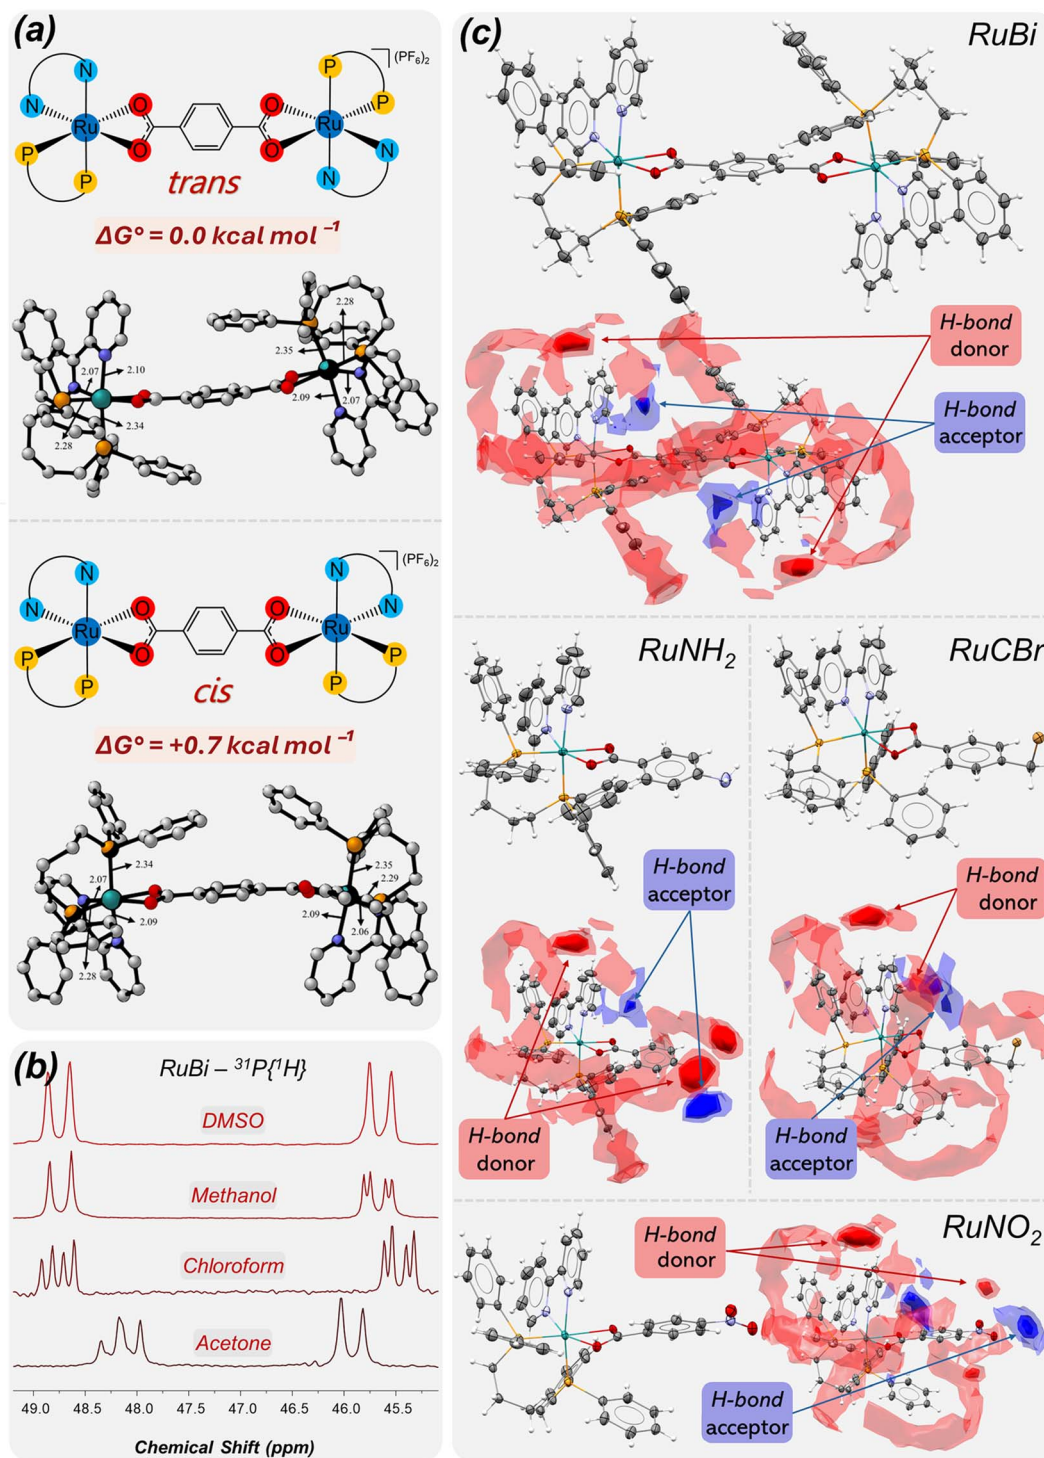 (a)
(PF₆)₂
N
N
Ru
P
P
O
O
O
O
P
P
Ru
N
N
trans
ΔG° = 0.0 kcal mol ⁻¹
2.28
2.35
2.07
2.10
2.09
2.07
2.28
2.34
(PF₆)₂
N
N
Ru
P
P
O
O
O
O
N
N
Ru
P
P
cis
ΔG° = +0.7 kcal mol ⁻¹
2.34
2.35
2.07
2.29
2.09
2.09
2.06
2.28
(b)
RuBi – ³¹P{¹H}
DMSO
Methanol
Chloroform
Acetone
49.0 48.5 48.0 47.5 47.0 46.5 46.0 45.5
Chemical Shift (ppm)
(c)
RuBi
H-bond
donor
H-bond
acceptor
RuNH₂
H-bond
acceptor
H-bond
donor
RuCBr
H-bond
donor
H-bond
acceptor
RuNO₂
H-bond
donor
H-bond
acceptor